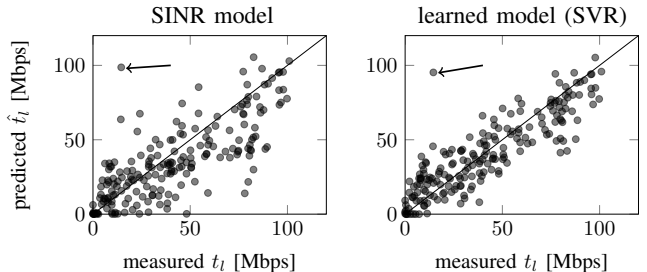 SINR model
learned model (SVR)
predicted t̂_l [Mbps]
100
50
0
0 50 100
measured t_l [Mbps]
100
50
0
0 50 100
measured t_l [Mbps]